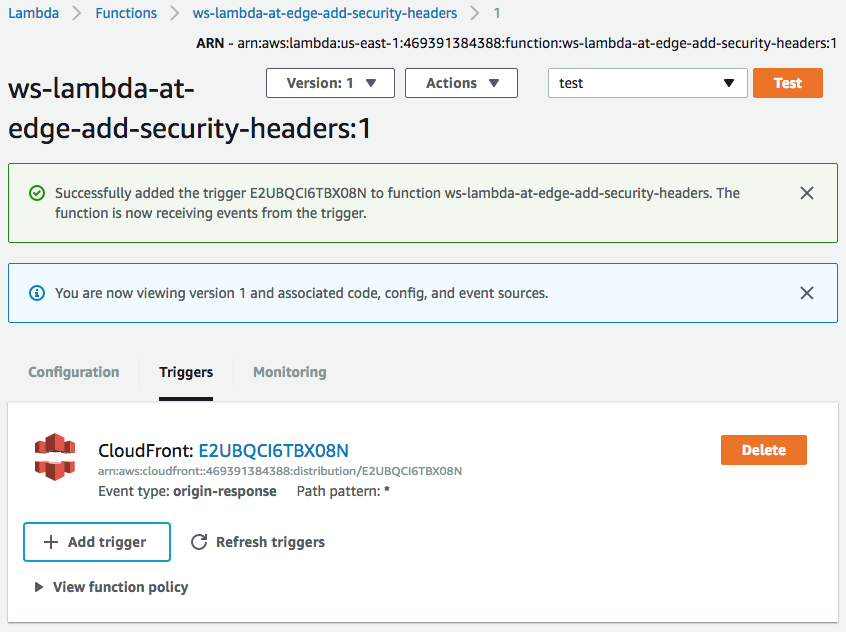 Lambda Functions ws-lambda-at-edge-add-security-headers 1
ARN - arn:aws:lambda:us-east-1:469391384388:function:ws-lambda-at-edge-add-security-headers:1
ws-lambda-at-
edge-add-security-headers:1
Version: 1 Actions test Test
Successfully added the trigger E2UBQCI6TBX08N to function ws-lambda-at-edge-add-security-headers. The
function is now receiving events from the trigger.
You are now viewing version 1 and associated code, config, and event sources.
Configuration Triggers Monitoring
CloudFront: E2UBQCI6TBX08N Delete
arn:aws:cloudfront::469391384388:distribution/E2UBQCI6TBX08N
Event type: origin-response Path pattern: *
Add trigger Refresh triggers
View function policy